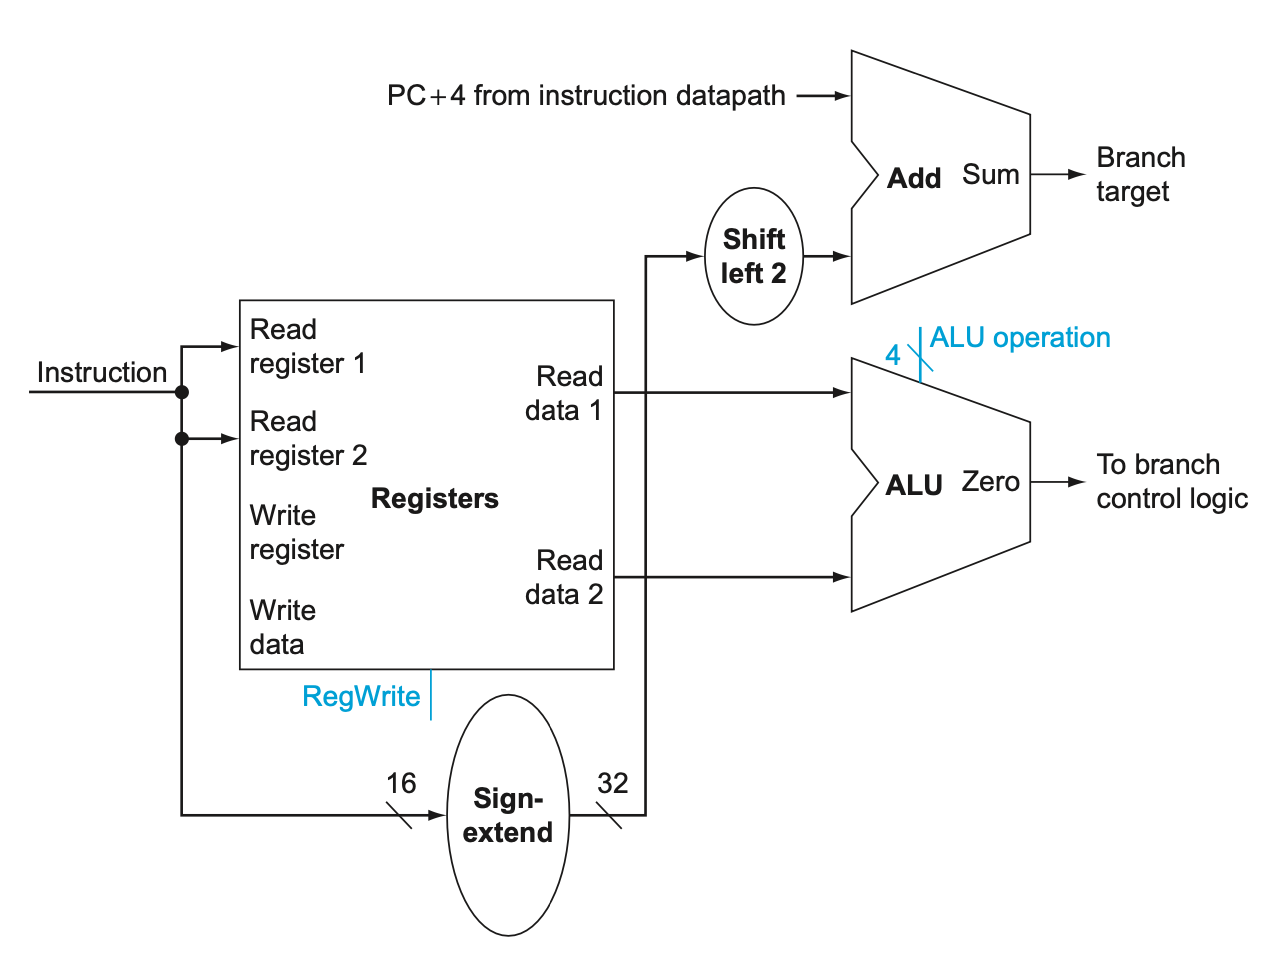 PC+4 from instruction datapath
Add Sum
Branch
target
Shift
left 2
Instruction
Read
register 1
Read
register 2
Write
register
Write
data
Registers
Read
data 1
Read
data 2
RegWrite
4
ALU operation
ALU Zero
To branch
control logic
16
Sign-
extend
32